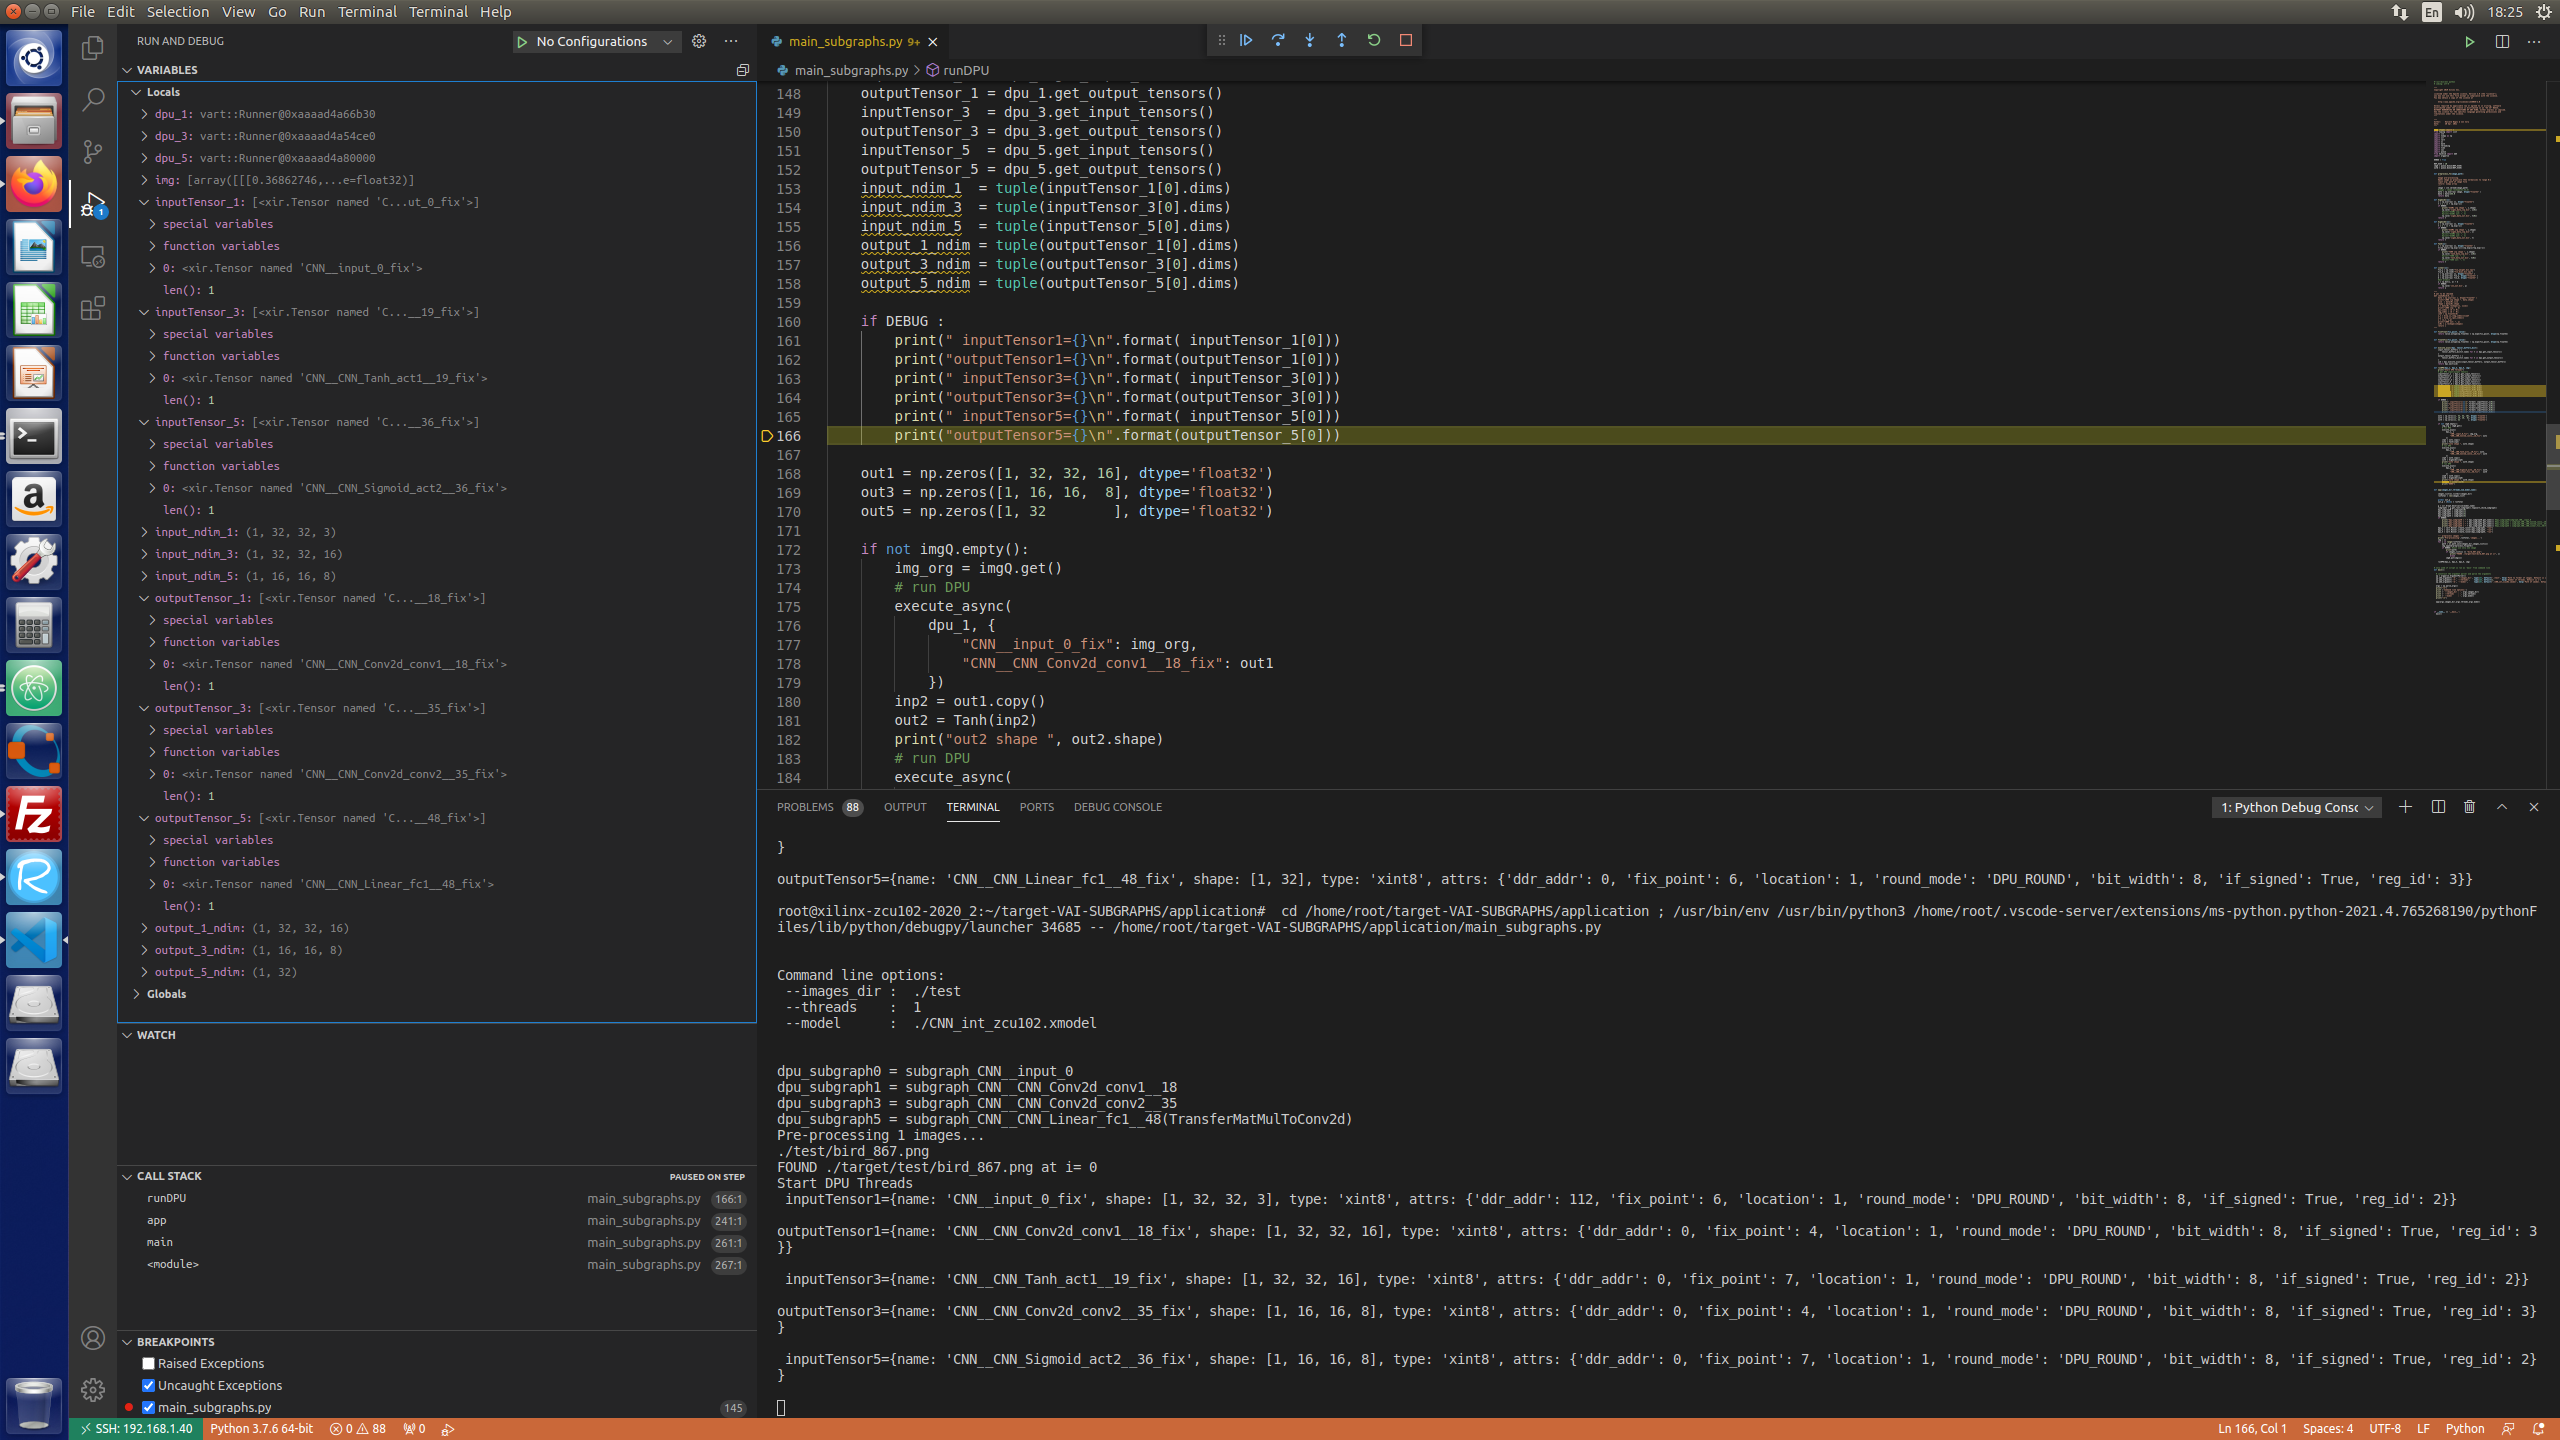 File Edit Selection View Go Run Terminal Terminal Help
En 18:25
RUN AND DEBUG No Configurations
VARIABLES
Locals
dpu_1: vart::Runner@0xaaaad4a66b30
dpu_3: vart::Runner@0xaaaad4a54ce0
dpu_5: vart::Runner@0xaaaad4a80000
img: [array([[[0.36862746,...e=float32)]
inputTensor_1: [<xir.Tensor named 'C...ut_0_fix'>]
special variables
function variables
0: <xir.Tensor named 'CNN__input_0_fix'>
len(): 1
inputTensor_3: [<xir.Tensor named 'C...__19_fix'>]
special variables
function variables
0: <xir.Tensor named 'CNN__CNN_Tanh_act1__19_fix'>
len(): 1
inputTensor_5: [<xir.Tensor named 'C...__36_fix'>]
special variables
function variables
0: <xir.Tensor named 'CNN__CNN_Sigmoid_act2__36_fix'>
len(): 1
input_ndim_1: (1, 32, 32, 3)
input_ndim_3: (1, 32, 32, 16)
input_ndim_5: (1, 16, 16, 8)
outputTensor_1: [<xir.Tensor named 'C...__18_fix'>]
special variables
function variables
0: <xir.Tensor named 'CNN__CNN_Conv2d_conv1__18_fix'>
len(): 1
outputTensor_3: [<xir.Tensor named 'C...__35_fix'>]
special variables
function variables
0: <xir.Tensor named 'CNN__CNN_Conv2d_conv2__35_fix'>
len(): 1
outputTensor_5: [<xir.Tensor named 'C...__48_fix'>]
special variables
function variables
0: <xir.Tensor named 'CNN__CNN_Linear_fc1__48_fix'>
len(): 1
output_1_ndim: (1, 32, 32, 16)
output_3_ndim: (1, 16, 16, 8)
output_5_ndim: (1, 32)
Globals
WATCH
CALL STACK PAUSED ON STEP
runDPU main_subgraphs.py 166:1
app main_subgraphs.py 241:1
main main_subgraphs.py 261:1
<module> main_subgraphs.py 267:1
BREAKPOINTS
Raised Exceptions
Uncaught Exceptions
main_subgraphs.py 145
main_subgraphs.py 9+
main_subgraphs.py > runDPU
148 outputTensor_1 = dpu_1.get_output_tensors()
149 inputTensor_3  = dpu_3.get_input_tensors()
150 outputTensor_3 = dpu_3.get_output_tensors()
151 inputTensor_5  = dpu_5.get_input_tensors()
152 outputTensor_5 = dpu_5.get_output_tensors()
153 input_ndim_1  = tuple(inputTensor_1[0].dims)
154 input_ndim_3  = tuple(inputTensor_3[0].dims)
155 input_ndim_5  = tuple(inputTensor_5[0].dims)
156 output_1_ndim = tuple(outputTensor_1[0].dims)
157 output_3_ndim = tuple(outputTensor_3[0].dims)
158 output_5_ndim = tuple(outputTensor_5[0].dims)
159
160 if DEBUG :
161 print(" inputTensor1={}\n".format( inputTensor_1[0]))
162 print("outputTensor1={}\n".format(outputTensor_1[0]))
163 print(" inputTensor3={}\n".format( inputTensor_3[0]))
164 print("outputTensor3={}\n".format(outputTensor_3[0]))
165 print(" inputTensor5={}\n".format( inputTensor_5[0]))
166 print("outputTensor5={}\n".format(outputTensor_5[0]))
167
168 out1 = np.zeros([1, 32, 32, 16], dtype='float32')
169 out3 = np.zeros([1, 16, 16,  8], dtype='float32')
170 out5 = np.zeros([1, 32        ], dtype='float32')
171
172 if not imgQ.empty():
173 img_org = imgQ.get()
174 # run DPU
175 execute_async(
176 dpu_1, {
177 "CNN__input_0_fix": img_org,
178 "CNN__CNN_Conv2d_conv1__18_fix": out1
179 })
180 inp2 = out1.copy()
181 out2 = Tanh(inp2)
182 print("out2 shape ", out2.shape)
183 # run DPU
184 execute_async(
PROBLEMS 88 OUTPUT TERMINAL PORTS DEBUG CONSOLE 1: Python Debug Consc
}
outputTensor5={name: 'CNN__CNN_Linear_fc1__48_fix', shape: [1, 32], type: 'xint8', attrs: {'ddr_addr': 0, 'fix_point': 6, 'location': 1, 'round_mode': 'DPU_ROUND', 'bit_width': 8, 'if_signed': True, 'reg_id': 3}}
root@xilinx-zcu102-2020_2:~/target-VAI-SUBGRAPHS/application#  cd /home/root/target-VAI-SUBGRAPHS/application ; /usr/bin/env /usr/bin/python3 /home/root/.vscode-server/extensions/ms-python.python-2021.4.765268190/pythonF
iles/lib/python/debugpy/launcher 34685 -- /home/root/target-VAI-SUBGRAPHS/application/main_subgraphs.py
Command line options:
--images_dir :  ./test
--threads    :  1
--model      :  ./CNN_int_zcu102.xmodel
dpu_subgraph0 = subgraph_CNN__input_0
dpu_subgraph1 = subgraph_CNN__CNN_Conv2d_conv1__18
dpu_subgraph3 = subgraph_CNN__CNN_Conv2d_conv2__35
dpu_subgraph5 = subgraph_CNN__CNN_Linear_fc1__48(TransferMatMulToConv2d)
Pre-processing 1 images...
./test/bird_867.png
FOUND ./target/test/bird_867.png at i= 0
Start DPU Threads
inputTensor1={name: 'CNN__input_0_fix', shape: [1, 32, 32, 3], type: 'xint8', attrs: {'ddr_addr': 112, 'fix_point': 6, 'location': 1, 'round_mode': 'DPU_ROUND', 'bit_width': 8, 'if_signed': True, 'reg_id': 2}}
outputTensor1={name: 'CNN__CNN_Conv2d_conv1__18_fix', shape: [1, 32, 32, 16], type: 'xint8', attrs: {'ddr_addr': 0, 'fix_point': 4, 'location': 1, 'round_mode': 'DPU_ROUND', 'bit_width': 8, 'if_signed': True, 'reg_id': 3
}}
inputTensor3={name: 'CNN__CNN_Tanh_act1__19_fix', shape: [1, 32, 32, 16], type: 'xint8', attrs: {'ddr_addr': 0, 'fix_point': 7, 'location': 1, 'round_mode': 'DPU_ROUND', 'bit_width': 8, 'if_signed': True, 'reg_id': 2}}
outputTensor3={name: 'CNN__CNN_Conv2d_conv2__35_fix', shape: [1, 16, 16, 8], type: 'xint8', attrs: {'ddr_addr': 0, 'fix_point': 4, 'location': 1, 'round_mode': 'DPU_ROUND', 'bit_width': 8, 'if_signed': True, 'reg_id': 3}
}
inputTensor5={name: 'CNN__CNN_Sigmoid_act2__36_fix', shape: [1, 16, 16, 8], type: 'xint8', attrs: {'ddr_addr': 0, 'fix_point': 7, 'location': 1, 'round_mode': 'DPU_ROUND', 'bit_width': 8, 'if_signed': True, 'reg_id': 2}
}
SSH: 192.168.1.40 Python 3.7.6 64-bit 0 88 0 Ln 166, Col 1 Spaces: 4 UTF-8 LF Python